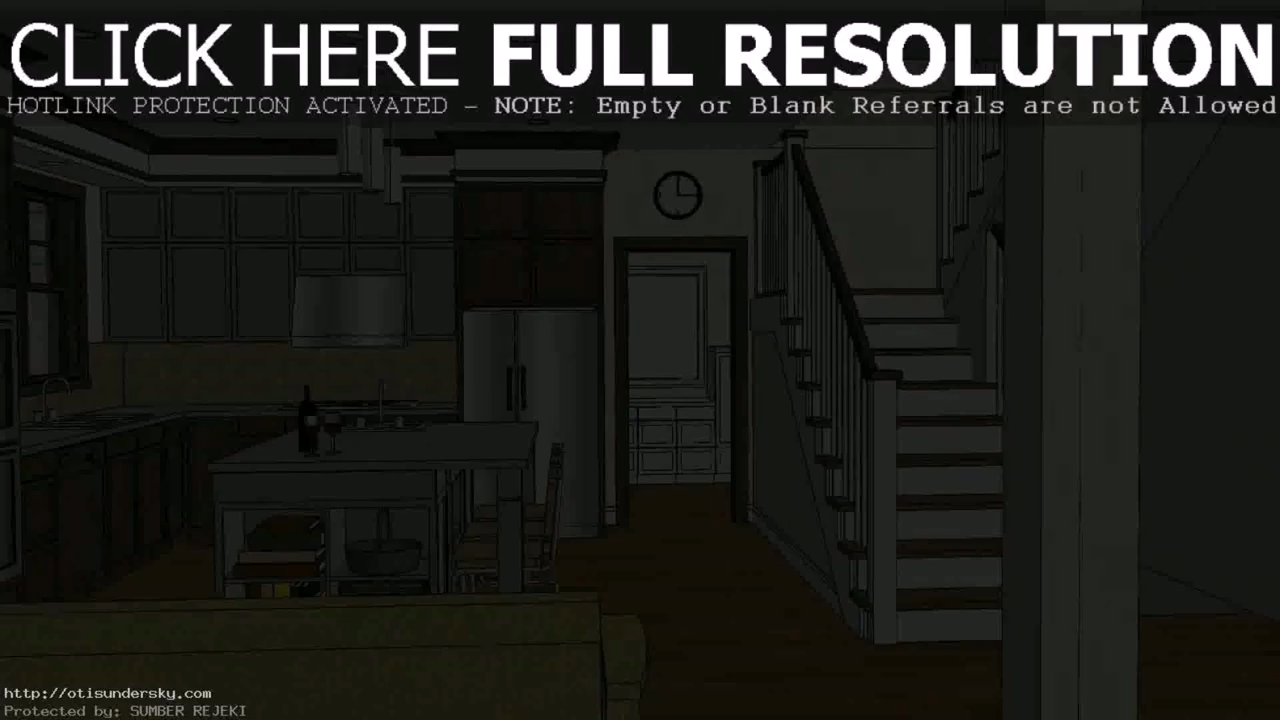 CLICK HERE FULL RESOLUTION
HOTLINK PROTECTION ACTIVATED - NOTE: Empty or Blank Referrals are not Allowed
http://otisundersky.com
Protected by: SUMBER REJEKI